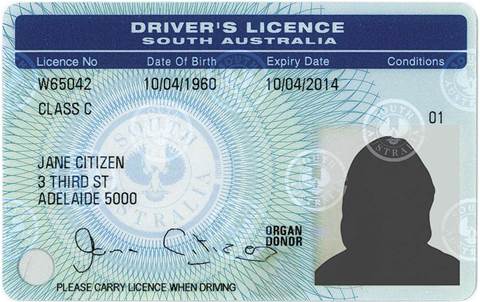 DRIVER'S LICENCE
SOUTH AUSTRALIA
Licence No Date Of Birth Expiry Date Conditions
W65042 10/04/1960 10/04/2014
CLASS C
01
JANE CITIZEN
3 THIRD ST
ADELAIDE 5000
SOUTH AUSTRALIA
ORGAN
DONOR
Jane Citizen
PLEASE CARRY LICENCE WHEN DRIVING